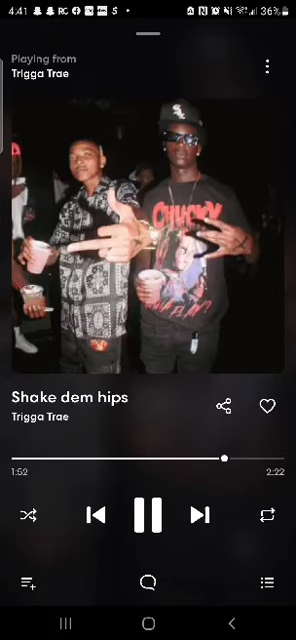 4:41
36%
Playing from
Trigga Trae
CHUCKY
Shake dem hips
Trigga Trae
1:52
2:22